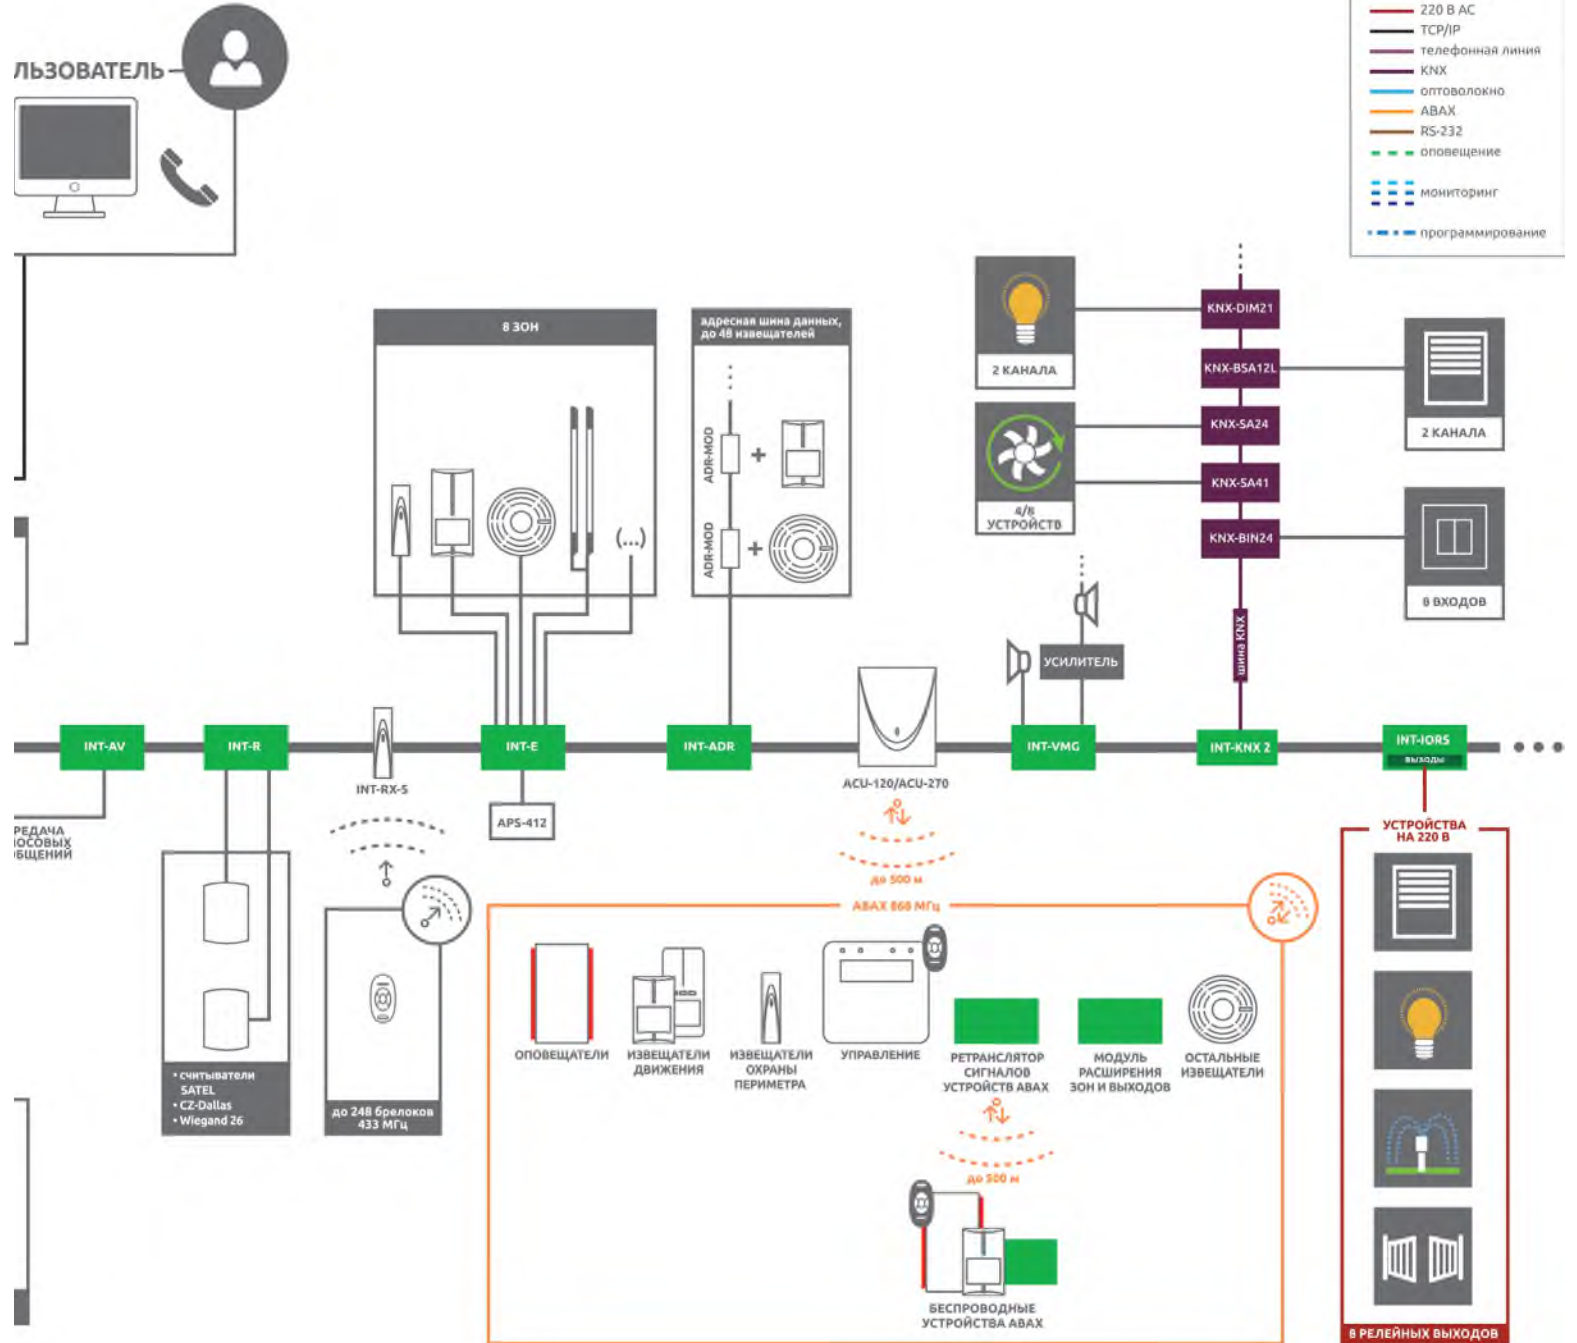 220 В AC
TCP/IP
телефонная линия
KNX
оптоволокно
ABAX
RS-232
оповещение
мониторинг
программирование
ЛЬЗОВАТЕЛЬ
8 ЗОН
адресная шина данных,
до 48 извещателей
ADR-MOD
ADR-MOD
(...)
2 КАНАЛА
4/8
УСТРОЙСТВ
KNX-DIM21
KNX-BSA12L
KNX-SA24
KNX-SA41
KNX-BIN24
шина KNX
2 КАНАЛА
6 ВХОДОВ
УСИЛИТЕЛЬ
INT-AV
INT-R
INT-RX-S
INT-E
INT-ADR
ACU-120/ACU-270
INT-VMG
INT-KNX 2
INT-IORS
выходы
APS-412
РЕДАЧА
ЛОСОВЫХ
ОБЩЕНИЙ
• считыватели
SATEL
• CZ-Dallas
• Wiegand 26
до 248 брелоков
433 МГц
до 500 м
ABAX 868 МГц
ОПОВЕЩАТЕЛИ
ИЗВЕЩАТЕЛИ
ДВИЖЕНИЯ
ИЗВЕЩАТЕЛИ
ОХРАНЫ
ПЕРИМЕТРА
УПРАВЛЕНИЕ
РЕТРАНСЛЯТОР
СИГНАЛОВ
УСТРОЙСТВ ABAX
МОДУЛЬ
РАСШИРЕНИЯ
ЗОН И ВЫХОДОВ
ОСТАЛЬНЫЕ
ИЗВЕЩАТЕЛИ
до 500 м
БЕСПРОВОДНЫЕ
УСТРОЙСТВА ABAX
УСТРОЙСТВА
НА 220 В
8 РЕЛЕЙНЫХ ВЫХОДОВ